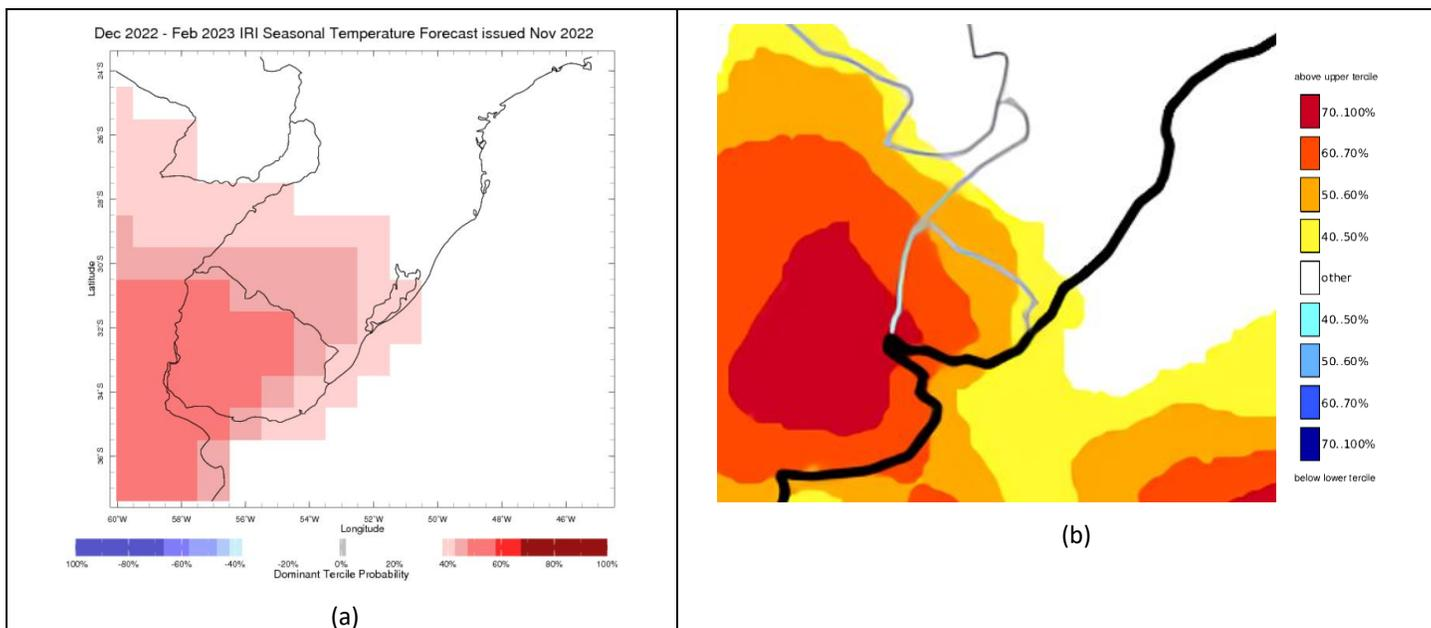 Dec 2022 - Feb 2023 IRI Seasonal Temperature Forecast issued Nov 2022
24°S
26°S
28°S
30°S
32°S
34°S
36°S
Latitude
60°W 58°W 56°W 54°W 52°W 50°W 48°W 46°W
Longitude
100% -80% -60% -40% -20% 0% 20% 40% 60% 80% 100%
Dominant Tercile Probability
(a)
above upper tercile
70..100%
60..70%
50..60%
40..50%
other
40..50%
50..60%
60..70%
70..100%
below lower tercile
(b)